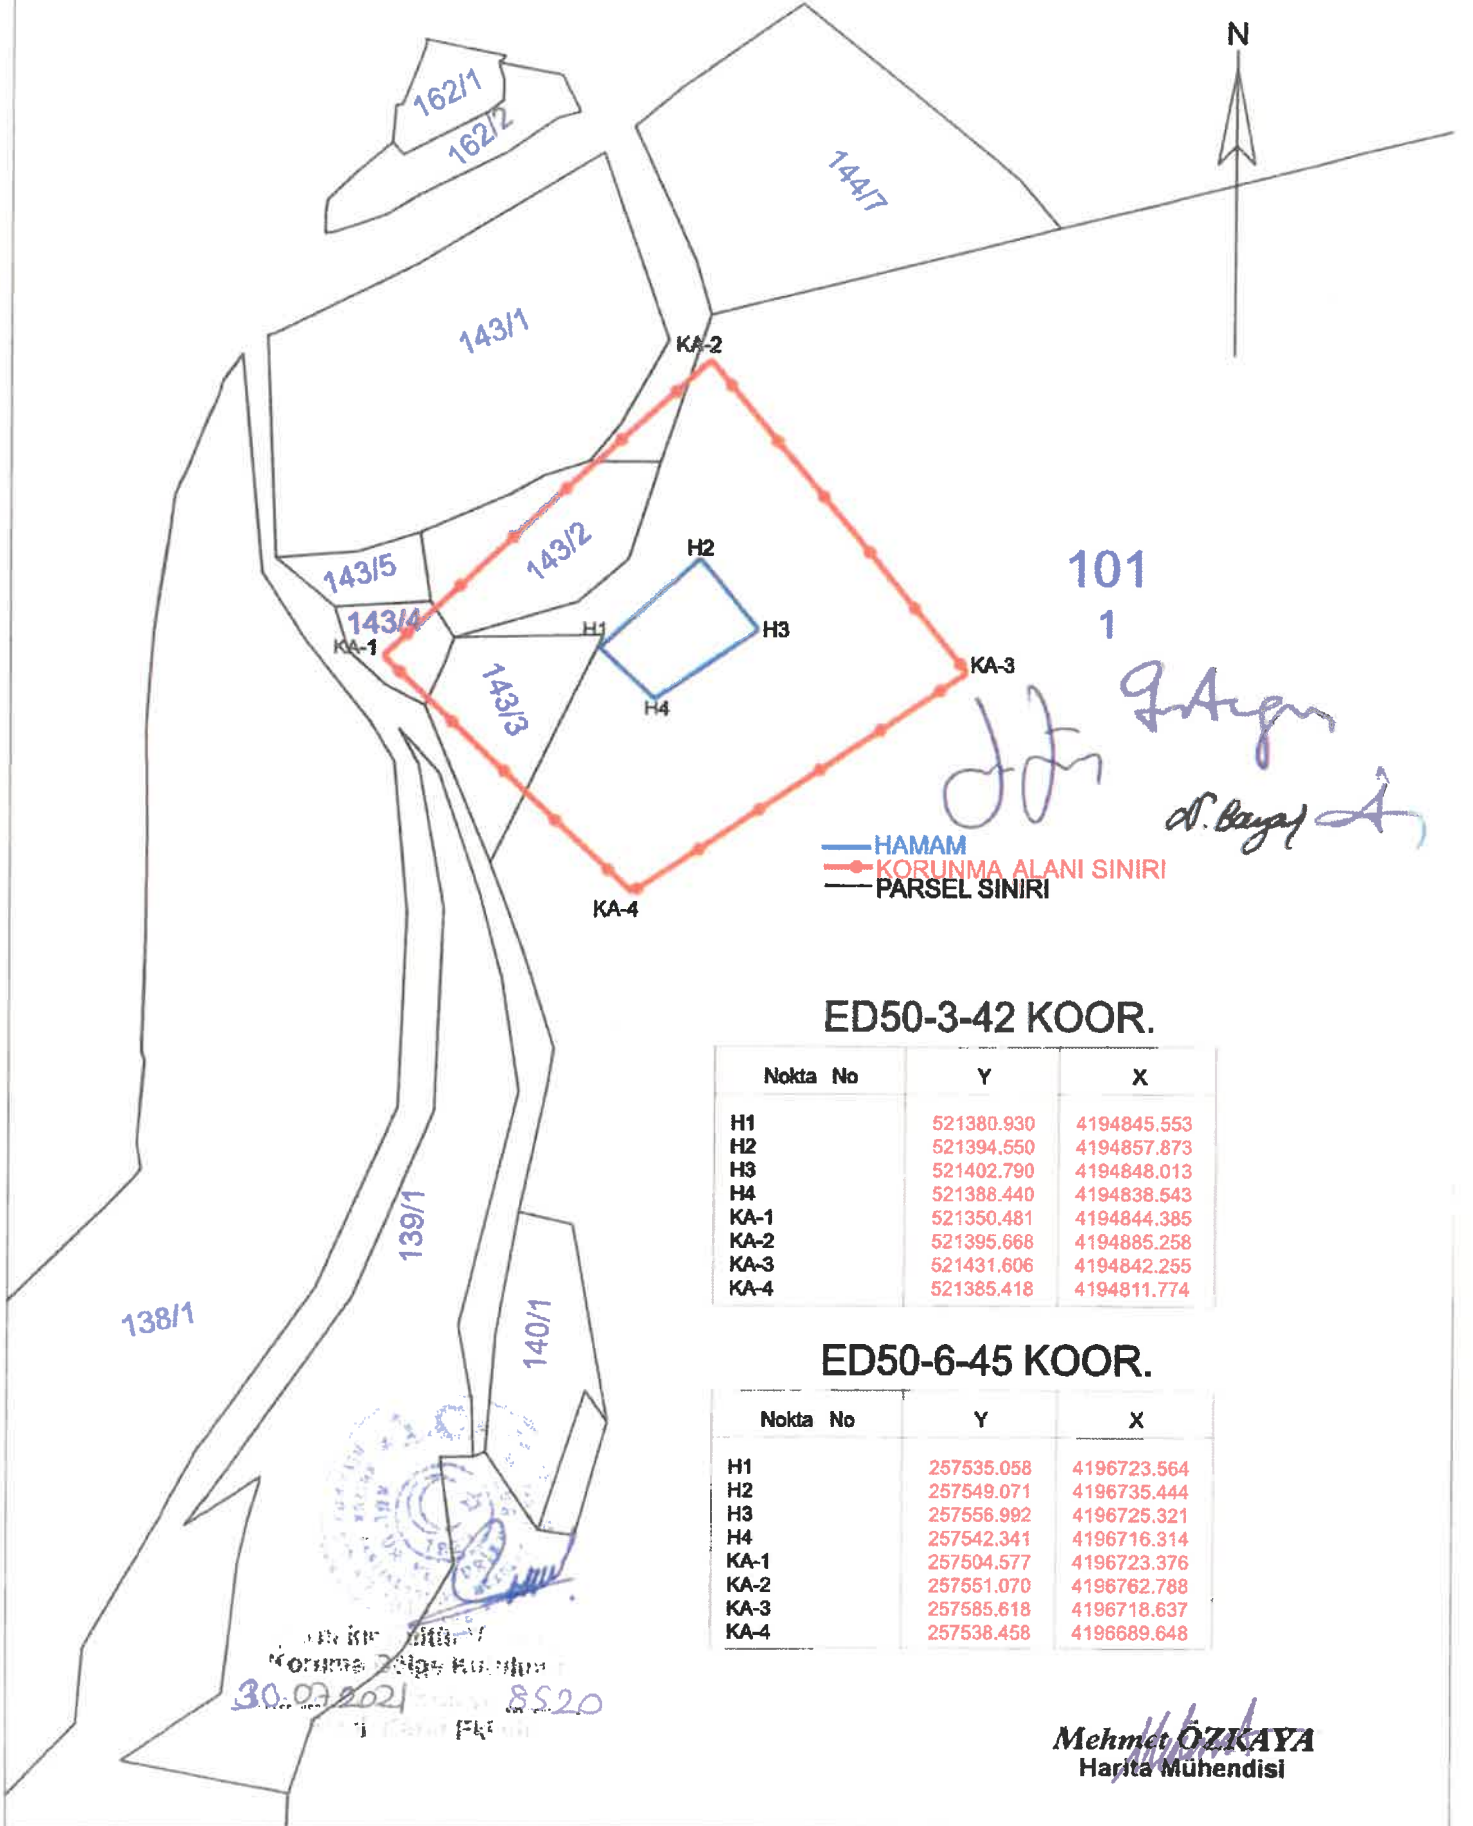 N
162/1
162/2
144/7
143/1
KA-2
143/5
143/2
H2
101
1
143/4
H1
H3
KA-1
KA-3
143/3
H4
N. Bayal
HAMAM
KORUNMA ALANI SINIRI
PARSEL SINIRI
KA-4
ED50-3-42 KOOR.
Nokta No Y X
H1 521380.930 4194845.553
H2 521394.550 4194857.873
H3 521402.790 4194848.013
H4 521388.440 4194838.543
KA-1 521350.481 4194844.385
KA-2 521395.668 4194885.258
KA-3 521431.606 4194842.255
KA-4 521385.418 4194811.774
139/1
138/1
140/1
ED50-6-45 KOOR.
Nokta No Y X
H1 257535.058 4196723.564
H2 257549.071 4196735.444
H3 257556.992 4196725.321
H4 257542.341 4196716.314
KA-1 257504.577 4196723.376
KA-2 257551.070 4196762.788
KA-3 257585.618 4196718.637
KA-4 257538.458 4196689.648
Koruma Bölge Kurulu
30.07.2021 8520
Mehmet ÖZKAYA
Harita Mühendisi